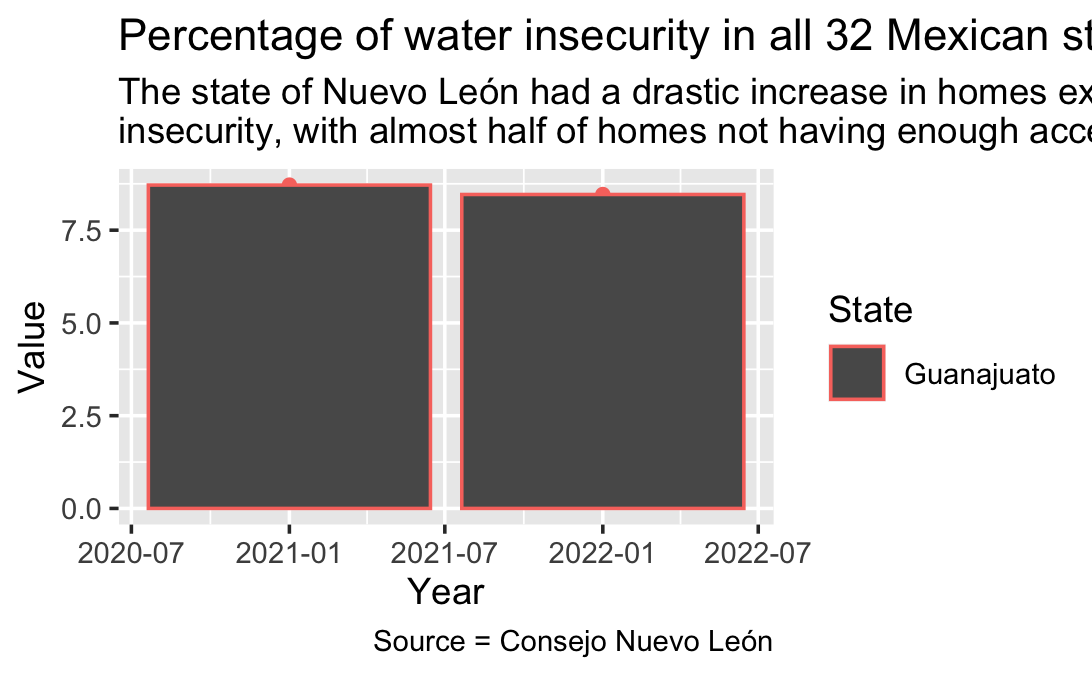 Percentage of water insecurity in all 32 Mexican st
The state of Nuevo León had a drastic increase in homes ex
insecurity, with almost half of homes not having enough acce
Value
7.5
5.0
2.5
0.0
2020-07 2021-01 2021-07 2022-01 2022-07
Year
State
Guanajuato
Source = Consejo Nuevo León